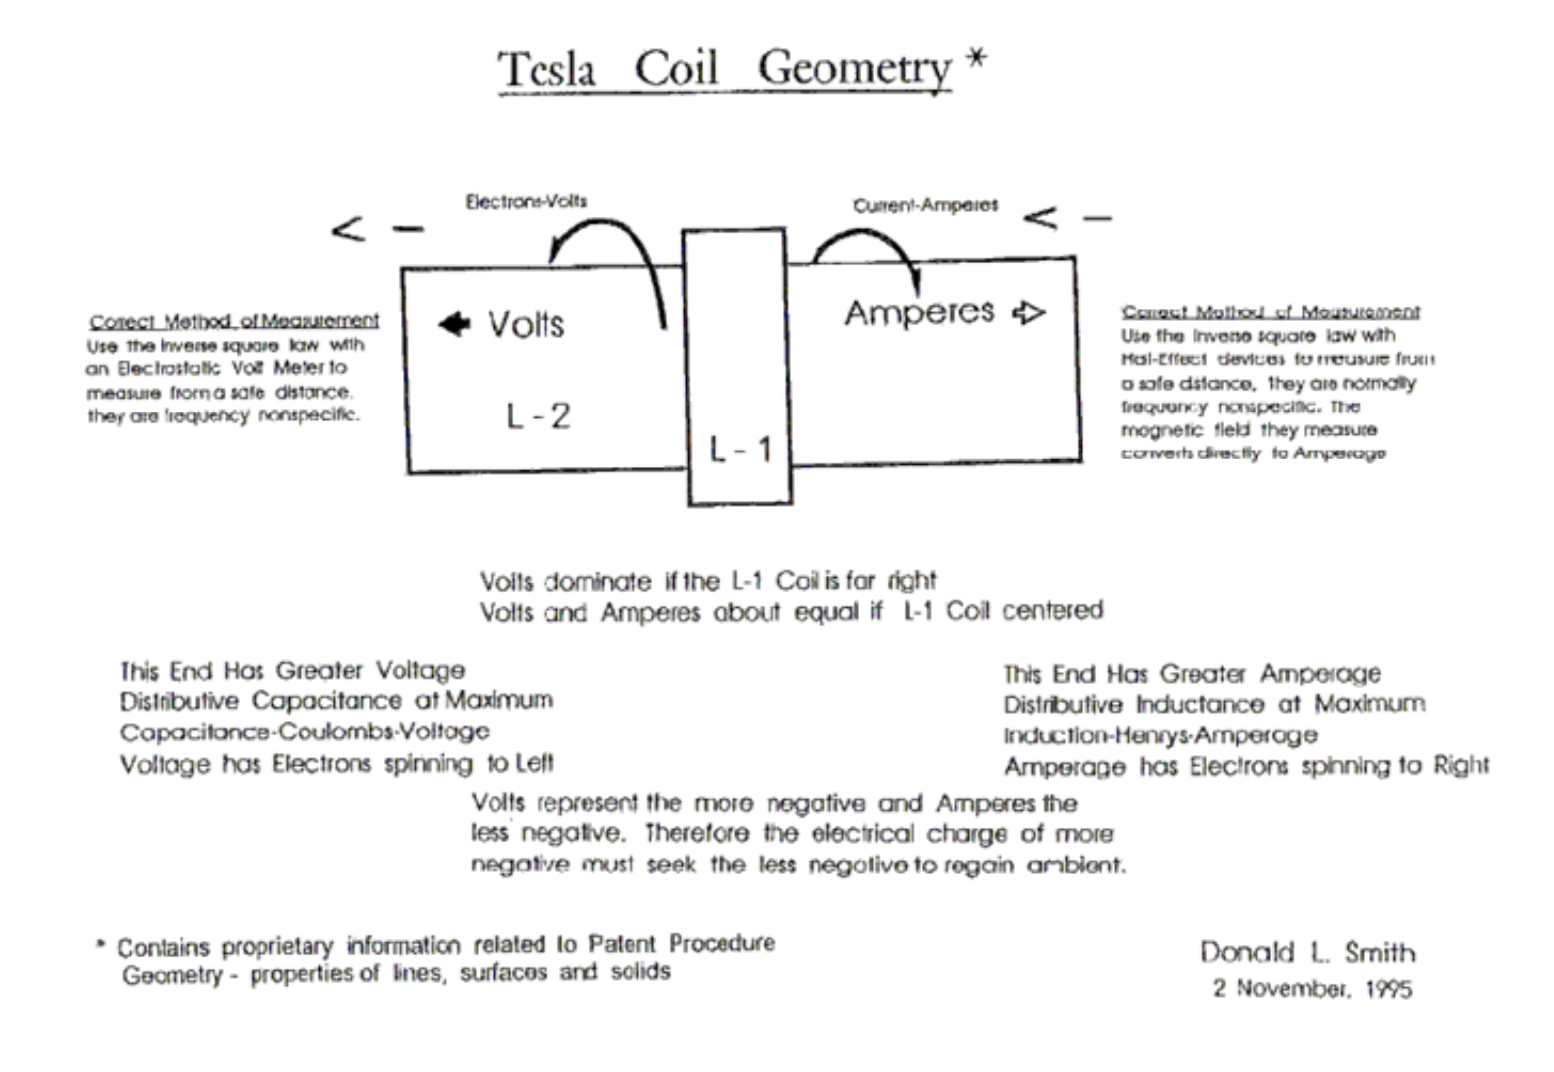 Tesla Coil Geometry *
Electrons-Volts
Current-Amperes
< -
< -
Volts
Amperes
L - 2
L - 1
Correct Method of Measurement
Use the inverse square law with
an Electrostatic Volt Meter to
measure from a safe distance.
they are frequency nonspecific.
Correct Method of Measurement
Use the inverse square law with
Hall-Effect devices to measure from
a safe distance, they are normally
frequency nonspecific. The
magnetic field they measure
converts directly to Amperage
Volts dominate if the L-1 Coil is far right
Volts and Amperes about equal if L-1 Coil centered
This End Has Greater Voltage
Distributive Capacitance at Maximum
Capacitance-Coulombs-Voltage
Voltage has Electrons spinning to Left
This End Has Greater Amperage
Distributive Inductance at Maximum
Induction-Henrys-Amperage
Amperage has Electrons spinning to Right
Volts represent the more negative and Amperes the
less negative. Therefore the electrical charge of more
negative must seek the less negative to regain ambient.
* Contains proprietary information related to Patent Procedure
Geometry - properties of lines, surfaces and solids
Donald L. Smith
2 November, 1995